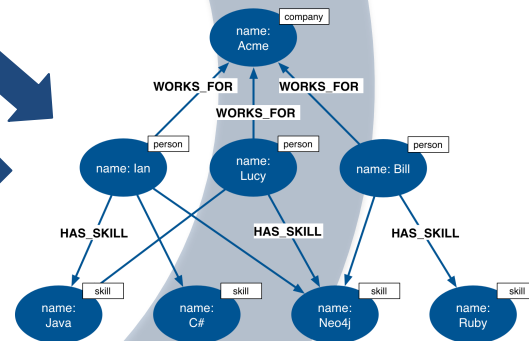 company
name:
Acme
WORKS_FOR
WORKS_FOR
WORKS_FOR
person
person
person
name: Ian
name:
Lucy
name: Bill
HAS_SKILL
HAS_SKILL
HAS_SKILL
skill
skill
skill
skill
name:
Java
name:
C#
name:
Neo4j
name:
Ruby